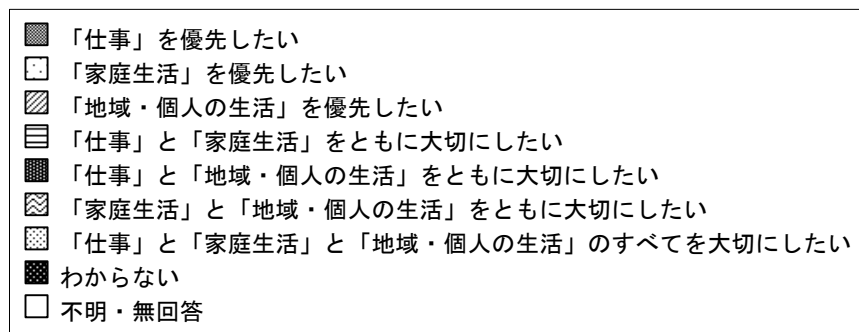 「仕事」を優先したい
「家庭生活」を優先したい
「地域・個人の生活」を優先したい
「仕事」と「家庭生活」をともに大切にしたい
「仕事」と「地域・個人の生活」をともに大切にしたい
「家庭生活」と「地域・個人の生活」をともに大切にしたい
「仕事」と「家庭生活」と「地域・個人の生活」のすべてを大切にしたい
わからない
不明・無回答